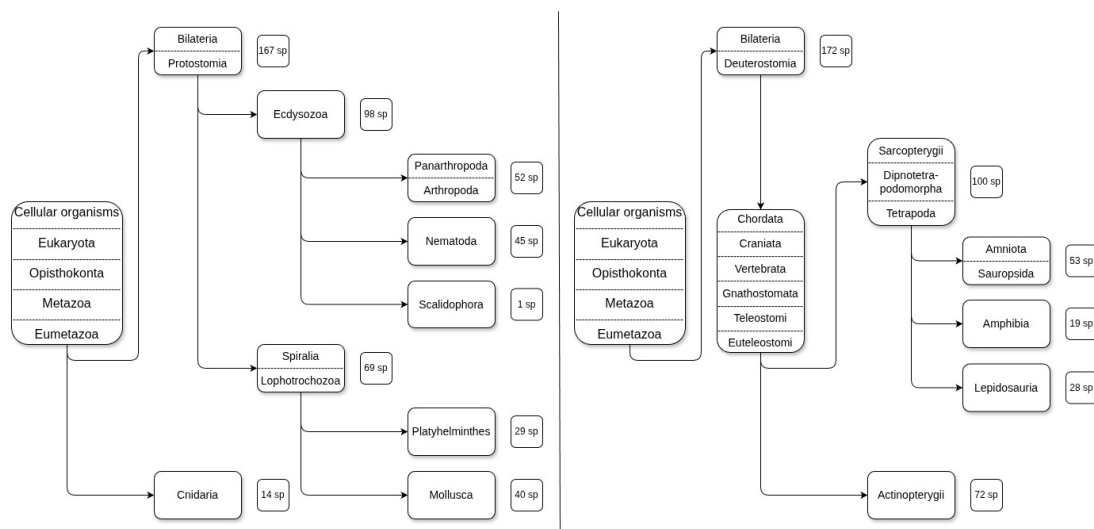 Bilateria
Protostomia
167 sp
Ecdysozoa
98 sp
Panarthropoda
Arthropoda
52 sp
Cellular organisms
Eukaryota
Opisthokonta
Metazoa
Eumetazoa
Nematoda
45 sp
Scalidophora
1 sp
Spiralia
Lophotrochozoa
69 sp
Platyhelminthes
29 sp
Cnidaria
14 sp
Mollusca
40 sp
Bilateria
Deuterostomia
172 sp
Sarcopterygii
Dipnotetra-
podomorpha
Tetrapoda
100 sp
Cellular organisms
Eukaryota
Opisthokonta
Metazoa
Eumetazoa
Chordata
Craniata
Vertebrata
Gnathostomata
Teleostomi
Euteleostomi
Amniota
Sauropsida
53 sp
Amphibia
19 sp
Lepidosauria
28 sp
Actinopterygii
72 sp